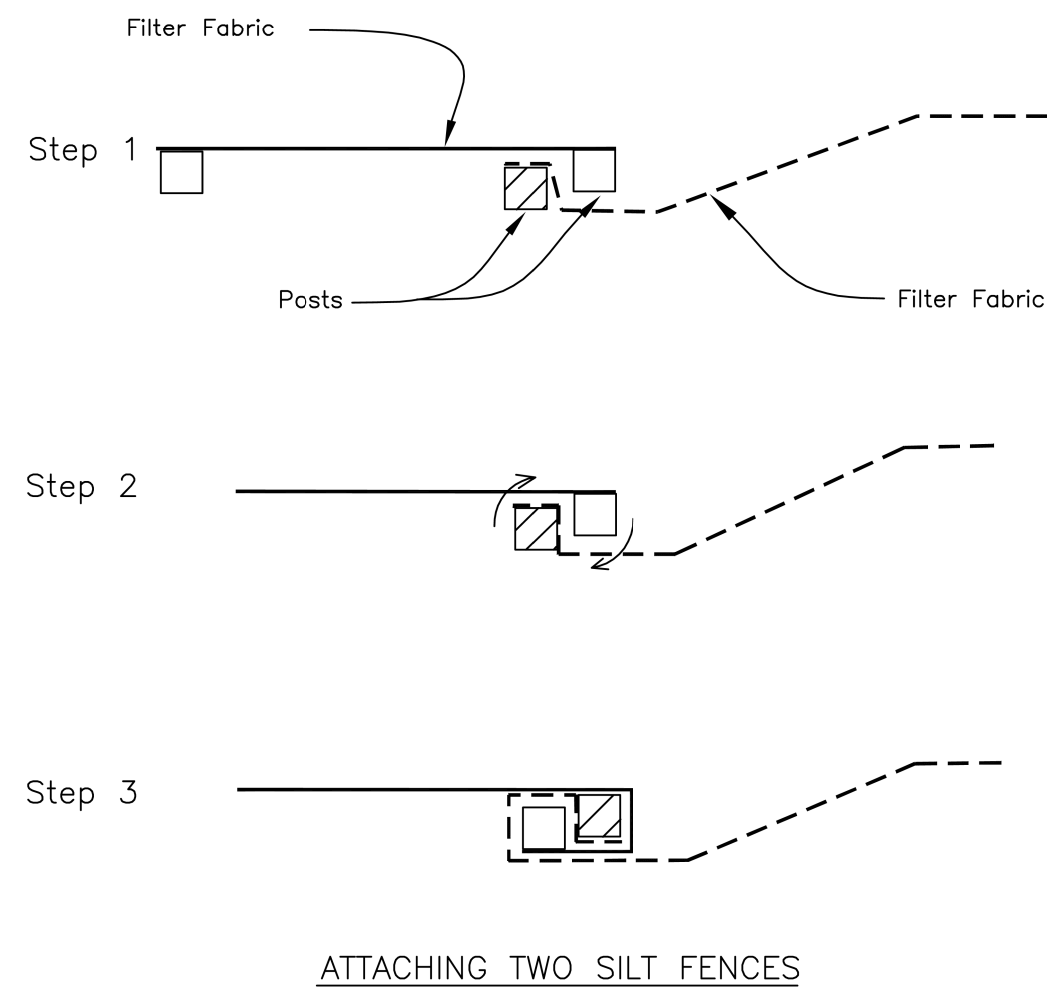 Filter Fabric
Step 1
Posts
Filter Fabric
Step 2
Step 3
ATTACHING TWO SILT FENCES